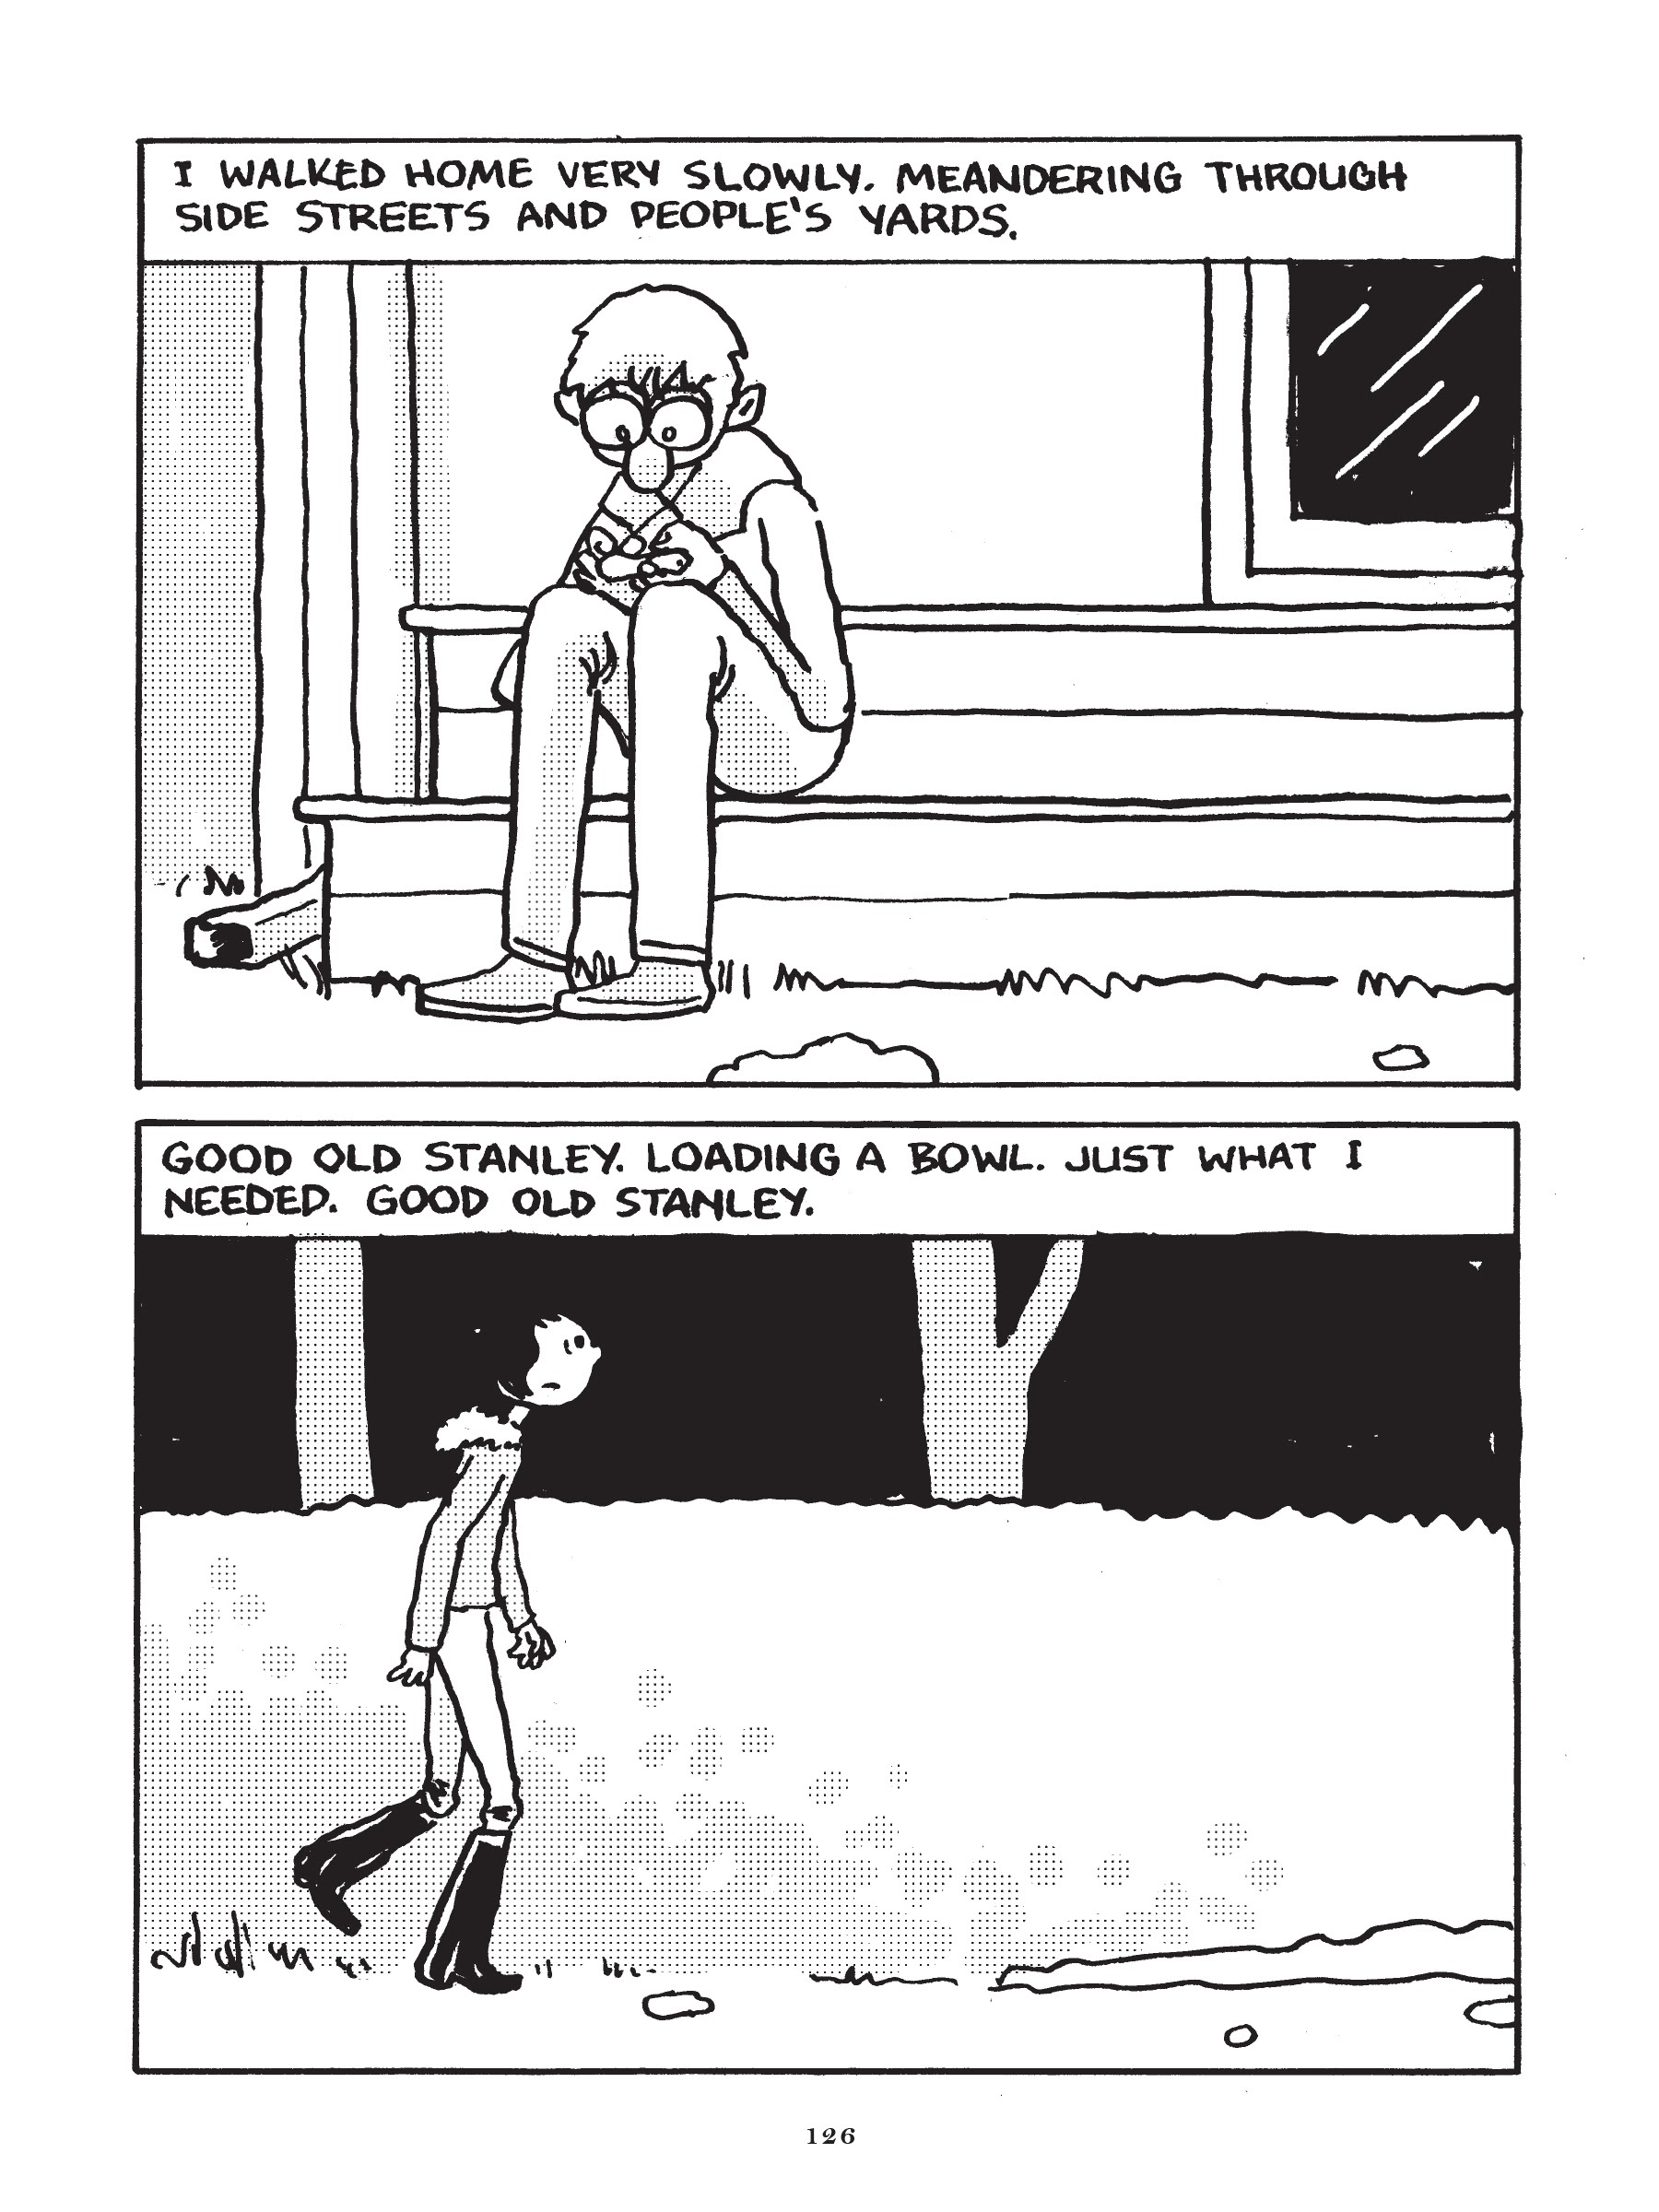 I WALKED HOME VERY SLOWLY. MEANDERING THROUGH
SIDE STREETS AND PEOPLE'S YARDS.
GOOD OLD STANLEY. LOADING A BOWL. JUST WHAT I
NEEDED. GOOD OLD STANLEY.
126